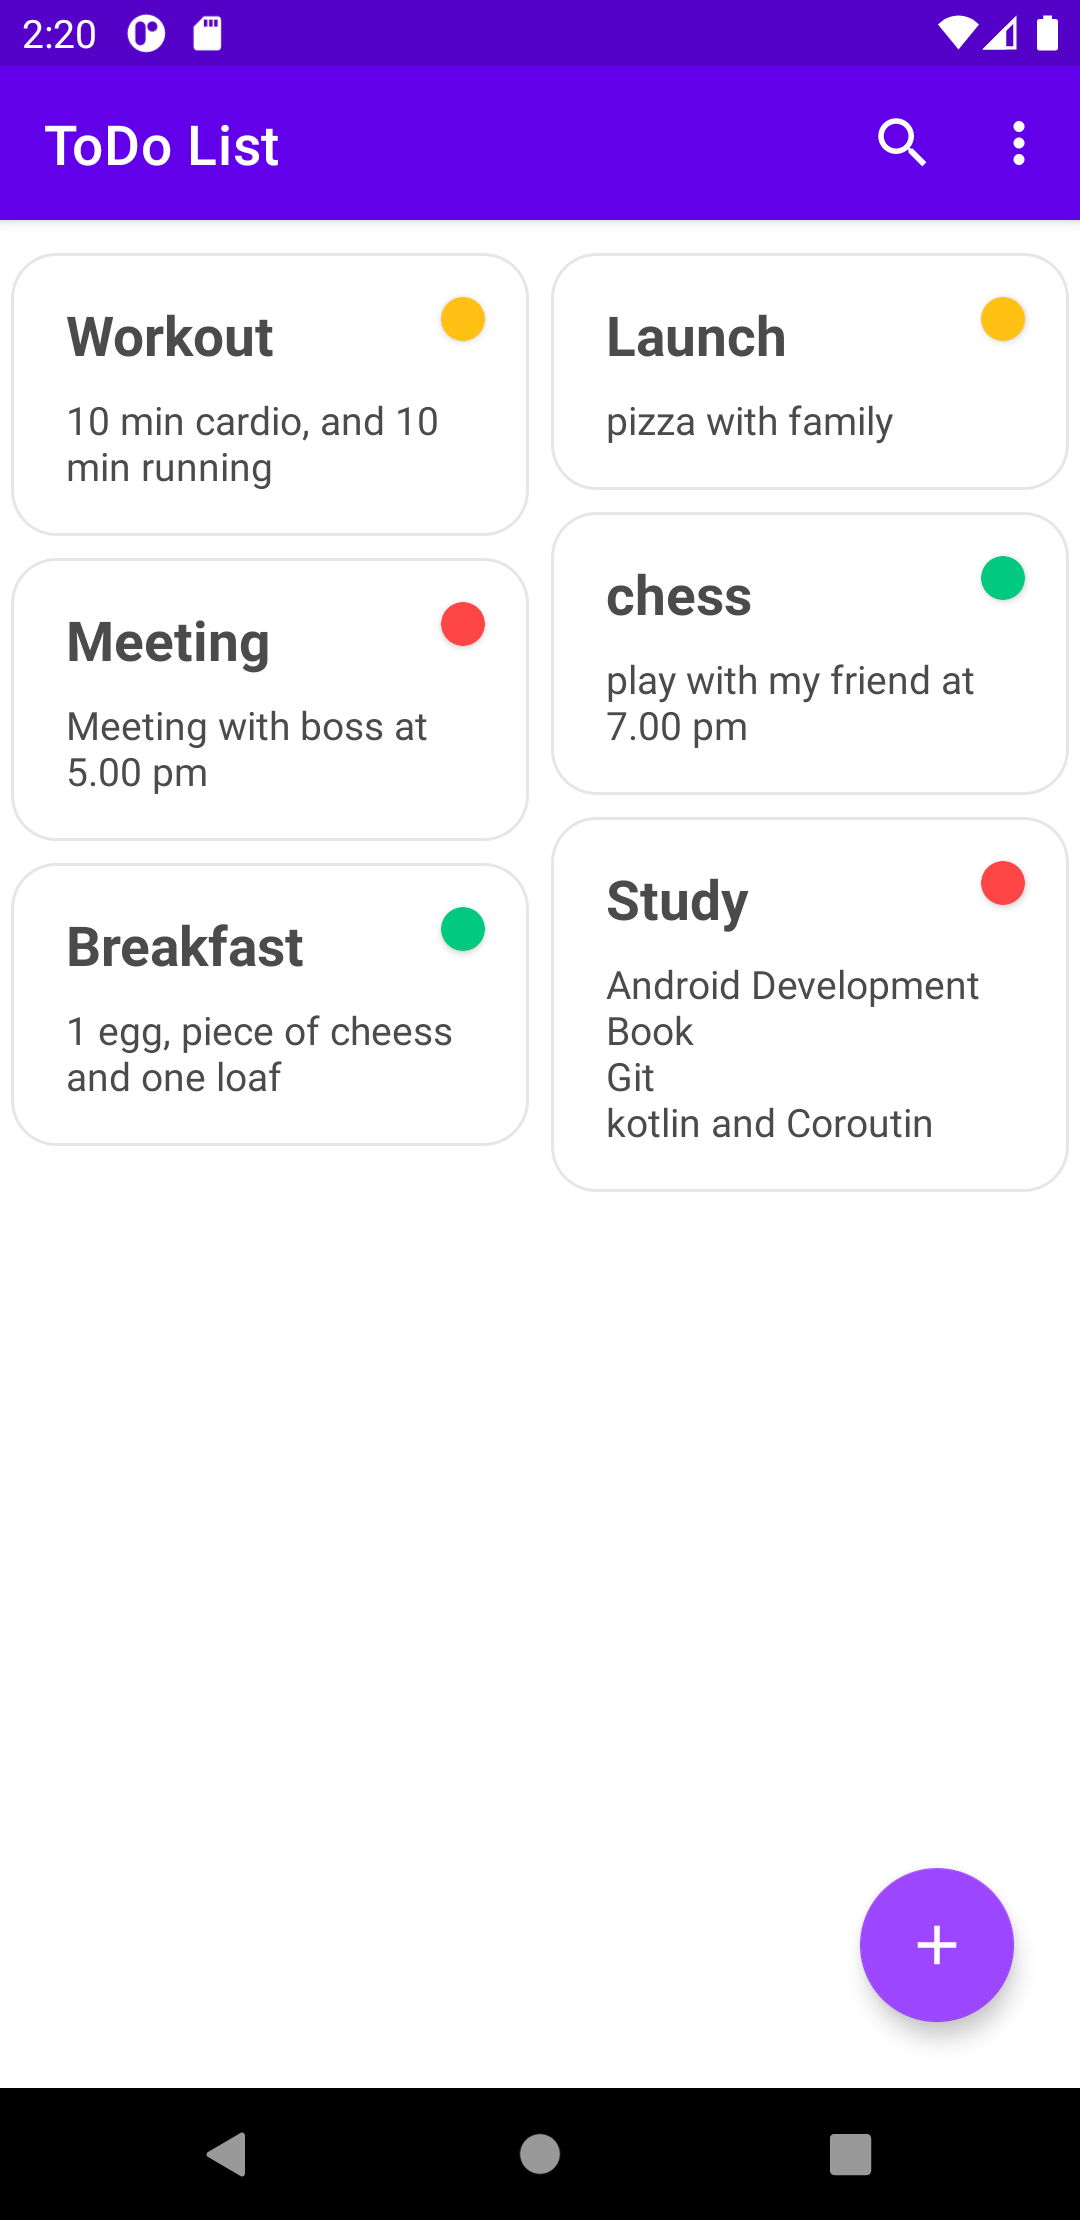 2:20
ToDo List
Workout
10 min cardio, and 10
min running
Launch
pizza with family
Meeting
Meeting with boss at
5.00 pm
chess
play with my friend at
7.00 pm
Breakfast
1 egg, piece of cheess
and one loaf
Study
Android Development
Book
Git
kotlin and Coroutin